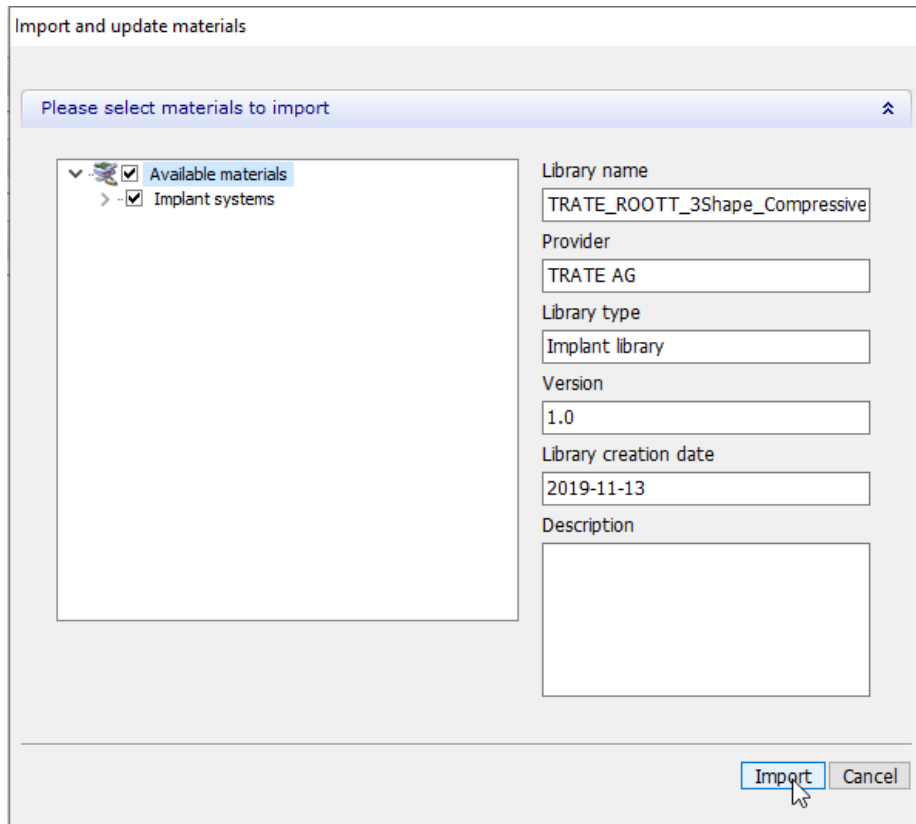 Import and update materials
Please select materials to import
Available materials
Implant systems
Library name
TRATE_ROOTT_3Shape_Compressive
Provider
TRATE AG
Library type
Implant library
Version
1.0
Library creation date
2019-11-13
Description
Import
Cancel